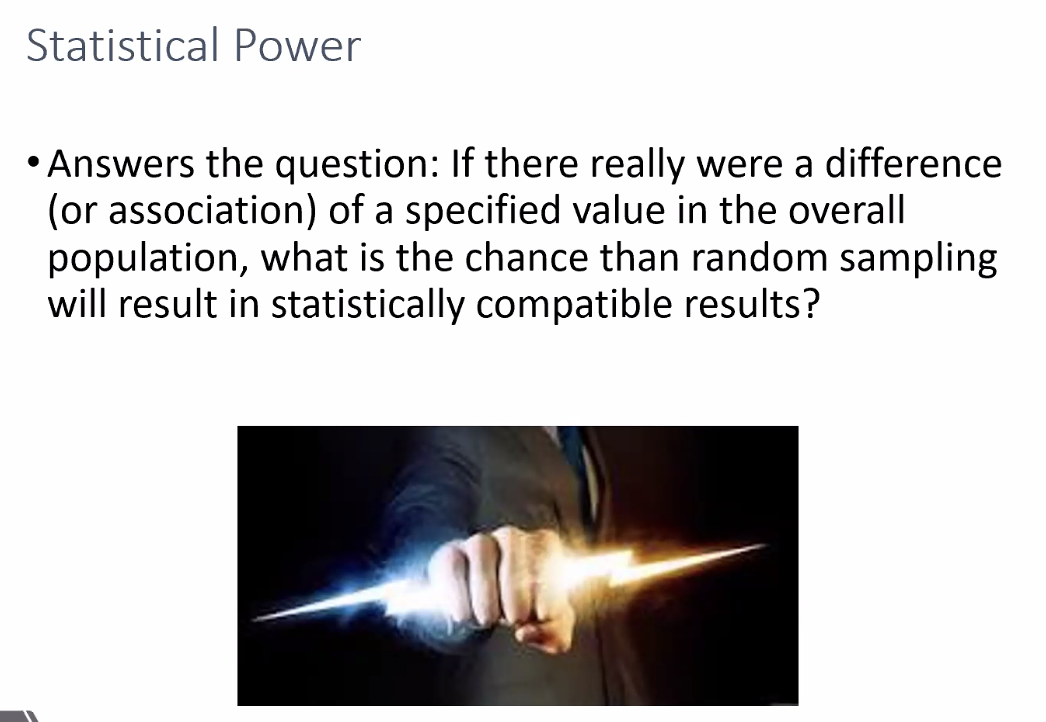 Statistical Power
• Answers the question: If there really were a difference
(or association) of a specified value in the overall
population, what is the chance than random sampling
will result in statistically compatible results?